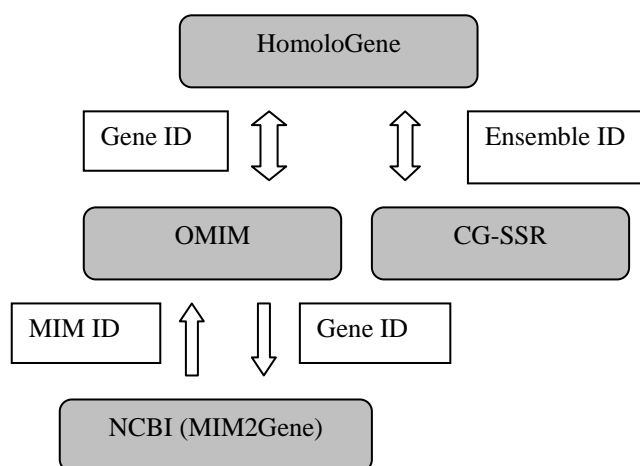 HomoloGene
Gene ID
Ensemble ID
OMIM
CG-SSR
MIM ID
Gene ID
NCBI (MIM2Gene)